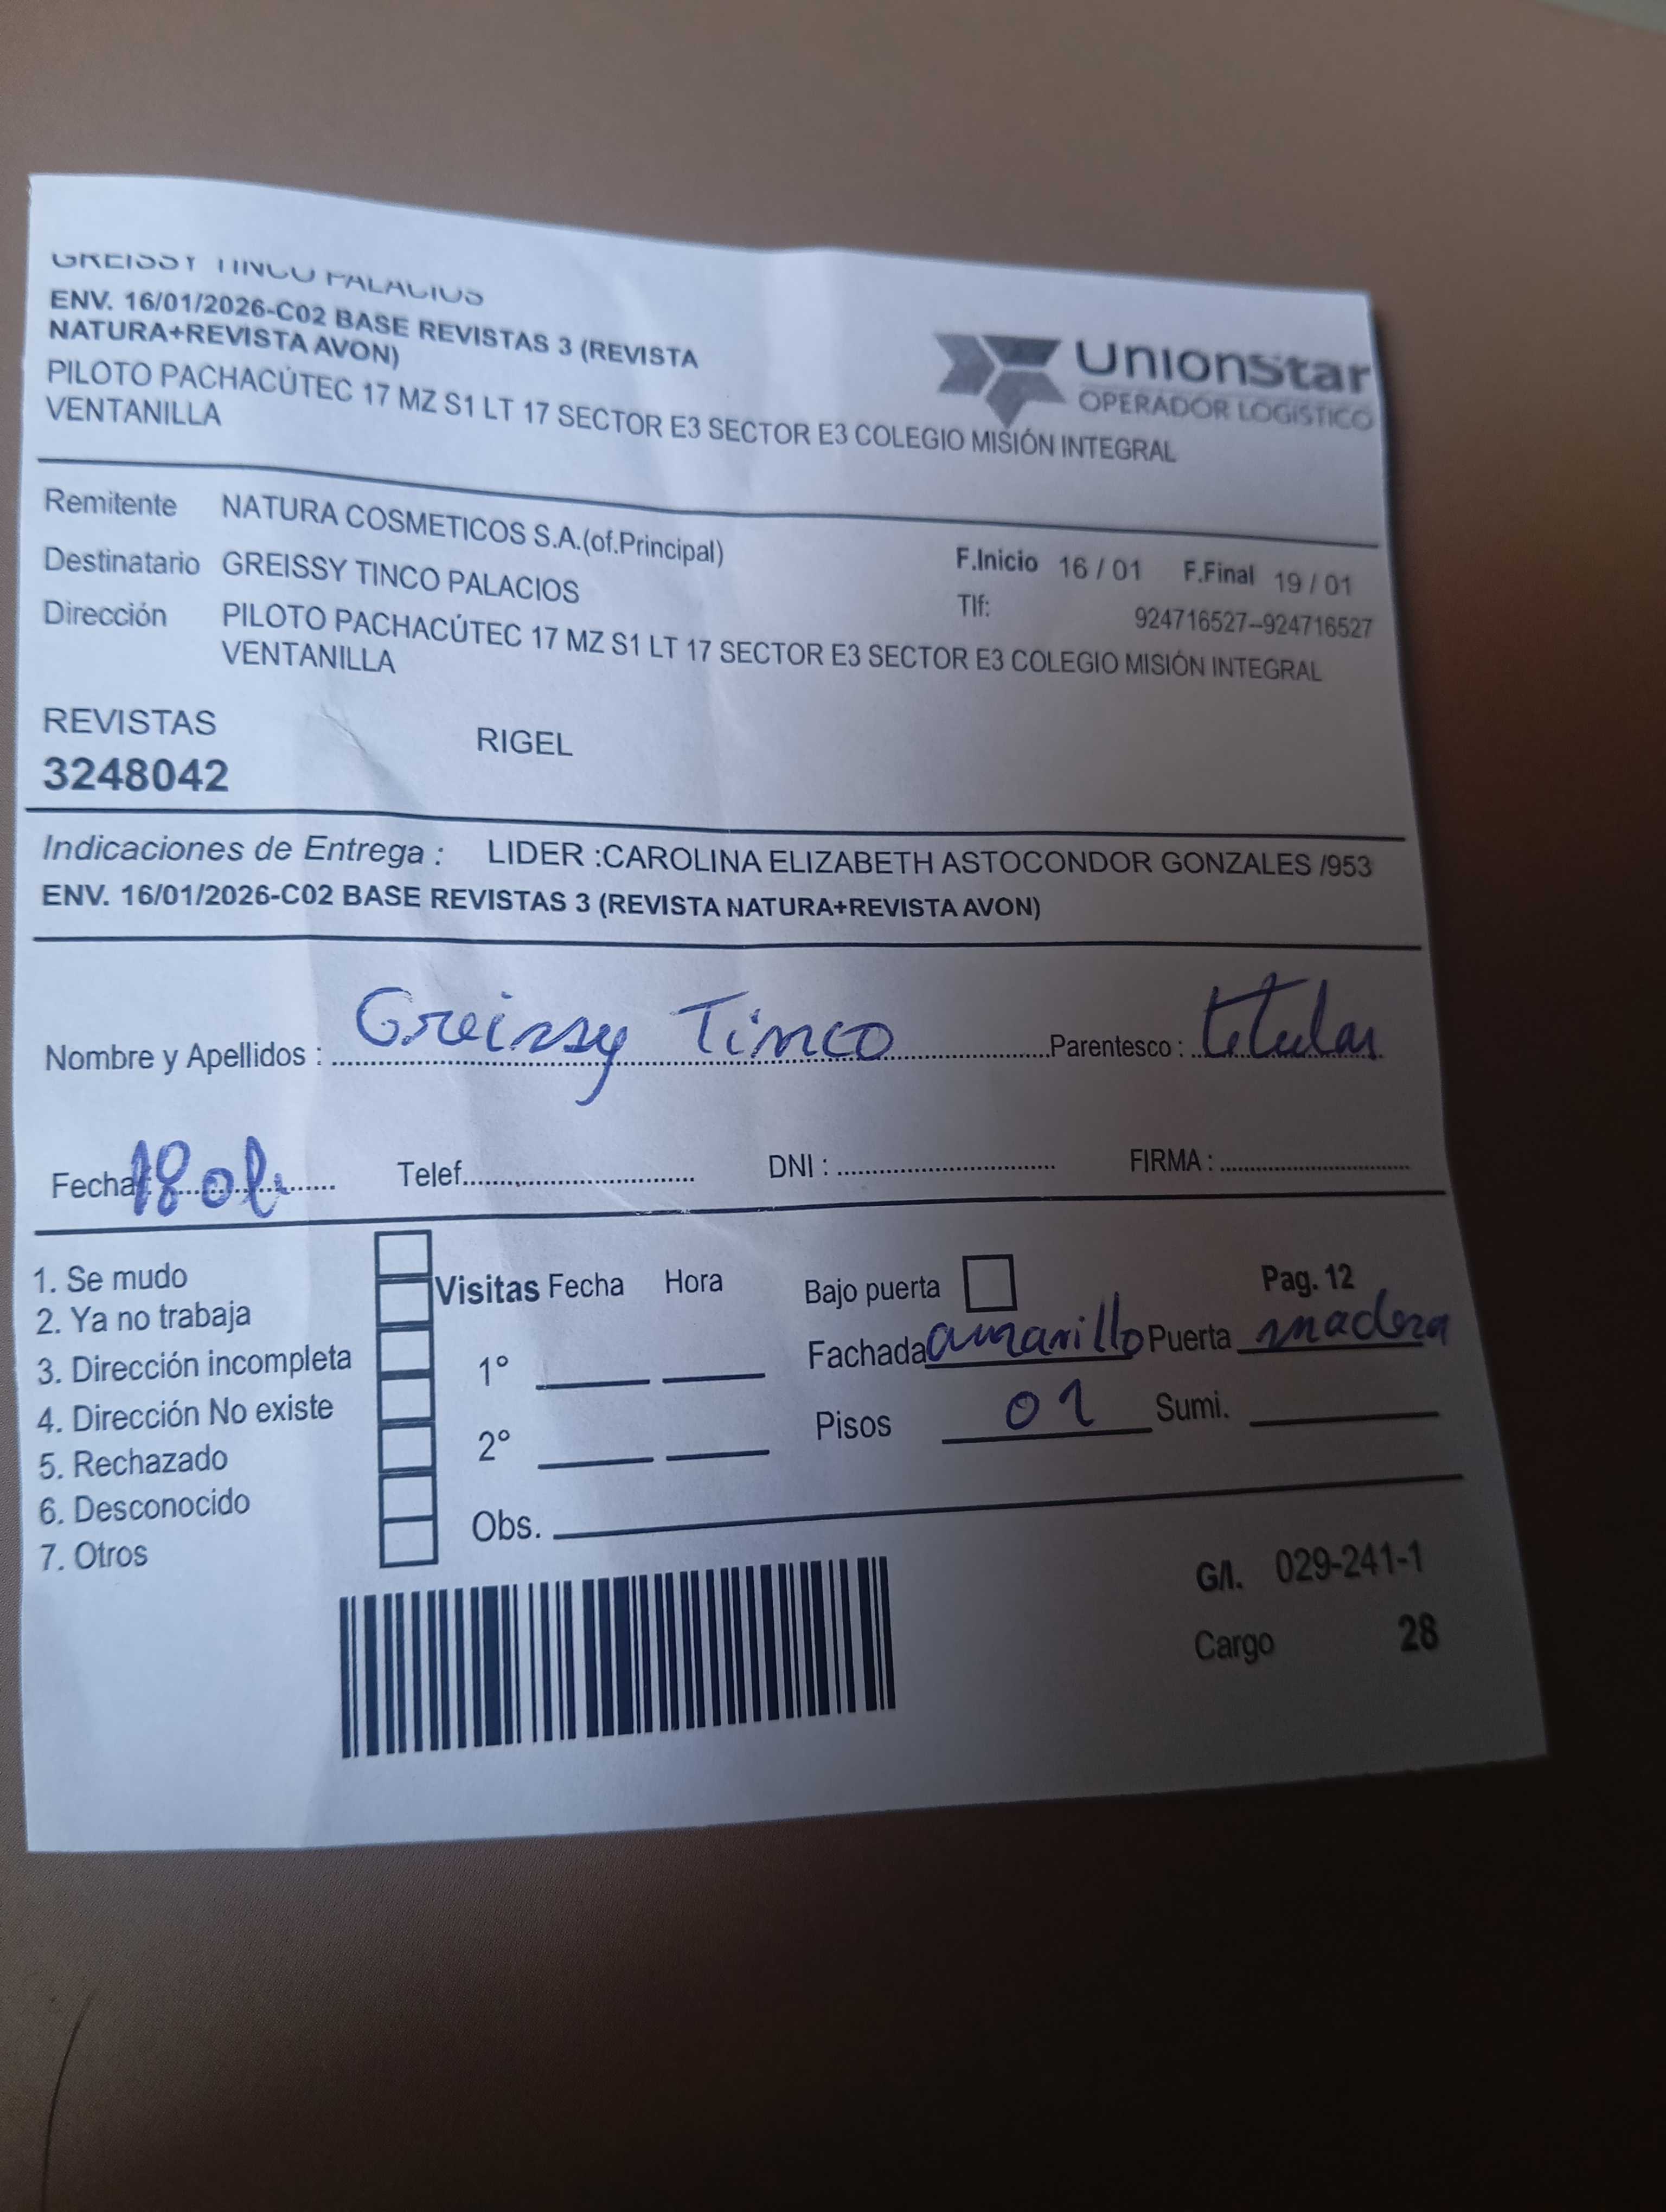 GREISSY TINCO PALACIOS
ENV. 16/01/2026-C02 BASE REVISTAS 3 (REVISTA
NATURA+REVISTA AVON)
PILOTO PACHACÚTEC 17 MZ S1 LT 17 SECTOR E3 SECTOR E3 COLEGIO MISIÓN INTEGRAL
VENTANILLA
UnionStar
OPERADOR LOGISTICO
Remitente NATURA COSMETICOS S.A.(of.Principal)
F.Inicio 16 / 01 F.Final 19 / 01
Destinatario GREISSY TINCO PALACIOS
Tlf: 924716527--924716527
Dirección PILOTO PACHACÚTEC 17 MZ S1 LT 17 SECTOR E3 SECTOR E3 COLEGIO MISIÓN INTEGRAL
VENTANILLA
REVISTAS RIGEL
3248042
Indicaciones de Entrega : LIDER :CAROLINA ELIZABETH ASTOCONDOR GONZALES /953
ENV. 16/01/2026-C02 BASE REVISTAS 3 (REVISTA NATURA+REVISTA AVON)
Nombre y Apellidos : Greissy Tinco Parentesco : titular
Fecha: 18 01 Telef. DNI : FIRMA :
1. Se mudo
2. Ya no trabaja
3. Dirección incompleta
4. Dirección No existe
5. Rechazado
6. Desconocido
7. Otros
Visitas Fecha Hora
1°
2°
Obs.
Bajo puerta Pag. 12
Fachada amarillo Puerta madera
Pisos 01 Sumi.
G/I. 029-241-1
Cargo 28